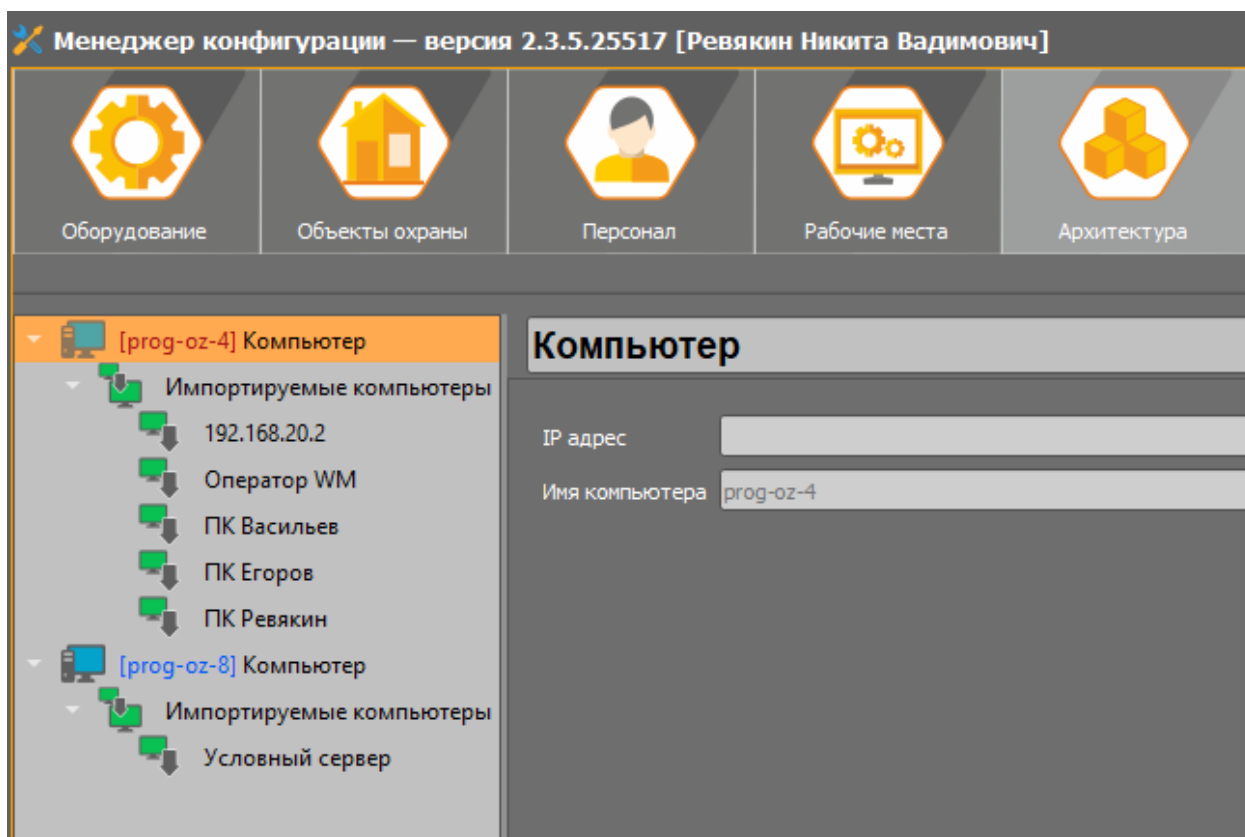 Менеджер конфигурации — версия 2.3.5.25517 [Ревякин Никита Вадимович]
Оборудование
Объекты охраны
Персонал
Рабочие места
Архитектура
[prog-oz-4] Компьютер
Импортируемые компьютеры
192.168.20.2
Оператор WM
ПК Васильев
ПК Егоров
ПК Ревякин
[prog-oz-8] Компьютер
Импортируемые компьютеры
Условный сервер
Компьютер
IP адрес
Имя компьютера prog-oz-4